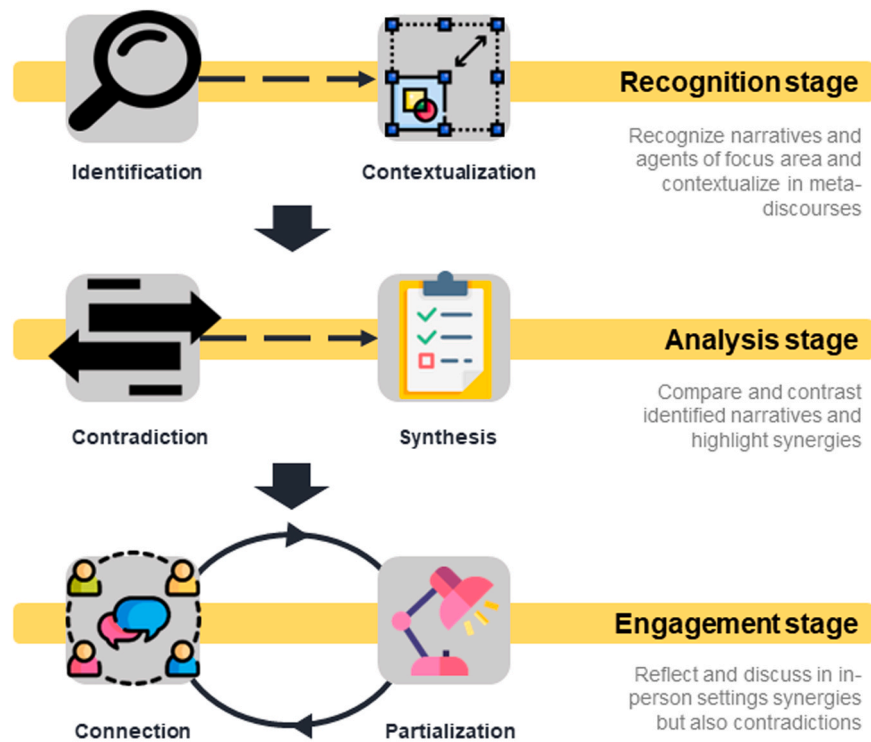 Recognition stage
Recognize narratives and
agents of focus area and
contextualize in meta-
discourses
Identification
Contextualization
Analysis stage
Compare and contrast
identified narratives and
highlight synergies
Contradiction
Synthesis
Engagement stage
Reflect and discuss in in-
person settings synergies
but also contradictions
Connection
Partialization